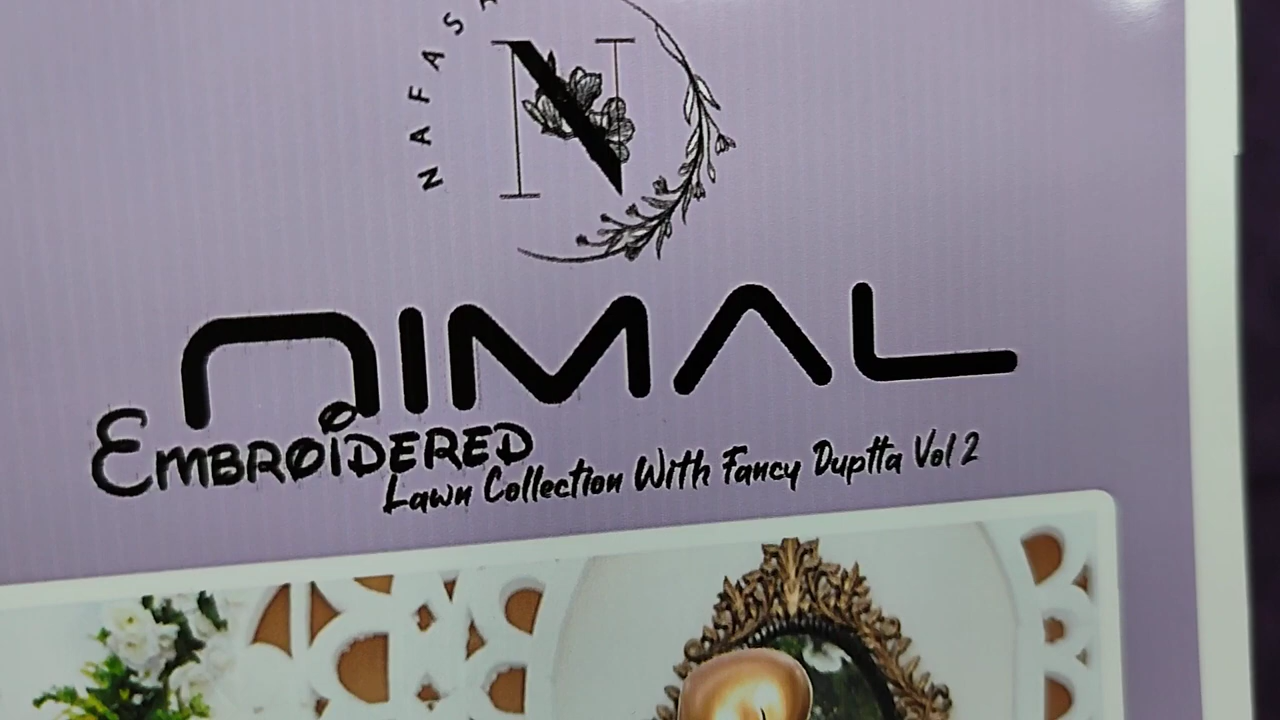 NAFAS
N
NIMAL
EMBROIDERED
Lawn Collection With Fancy Duptta Vol 2